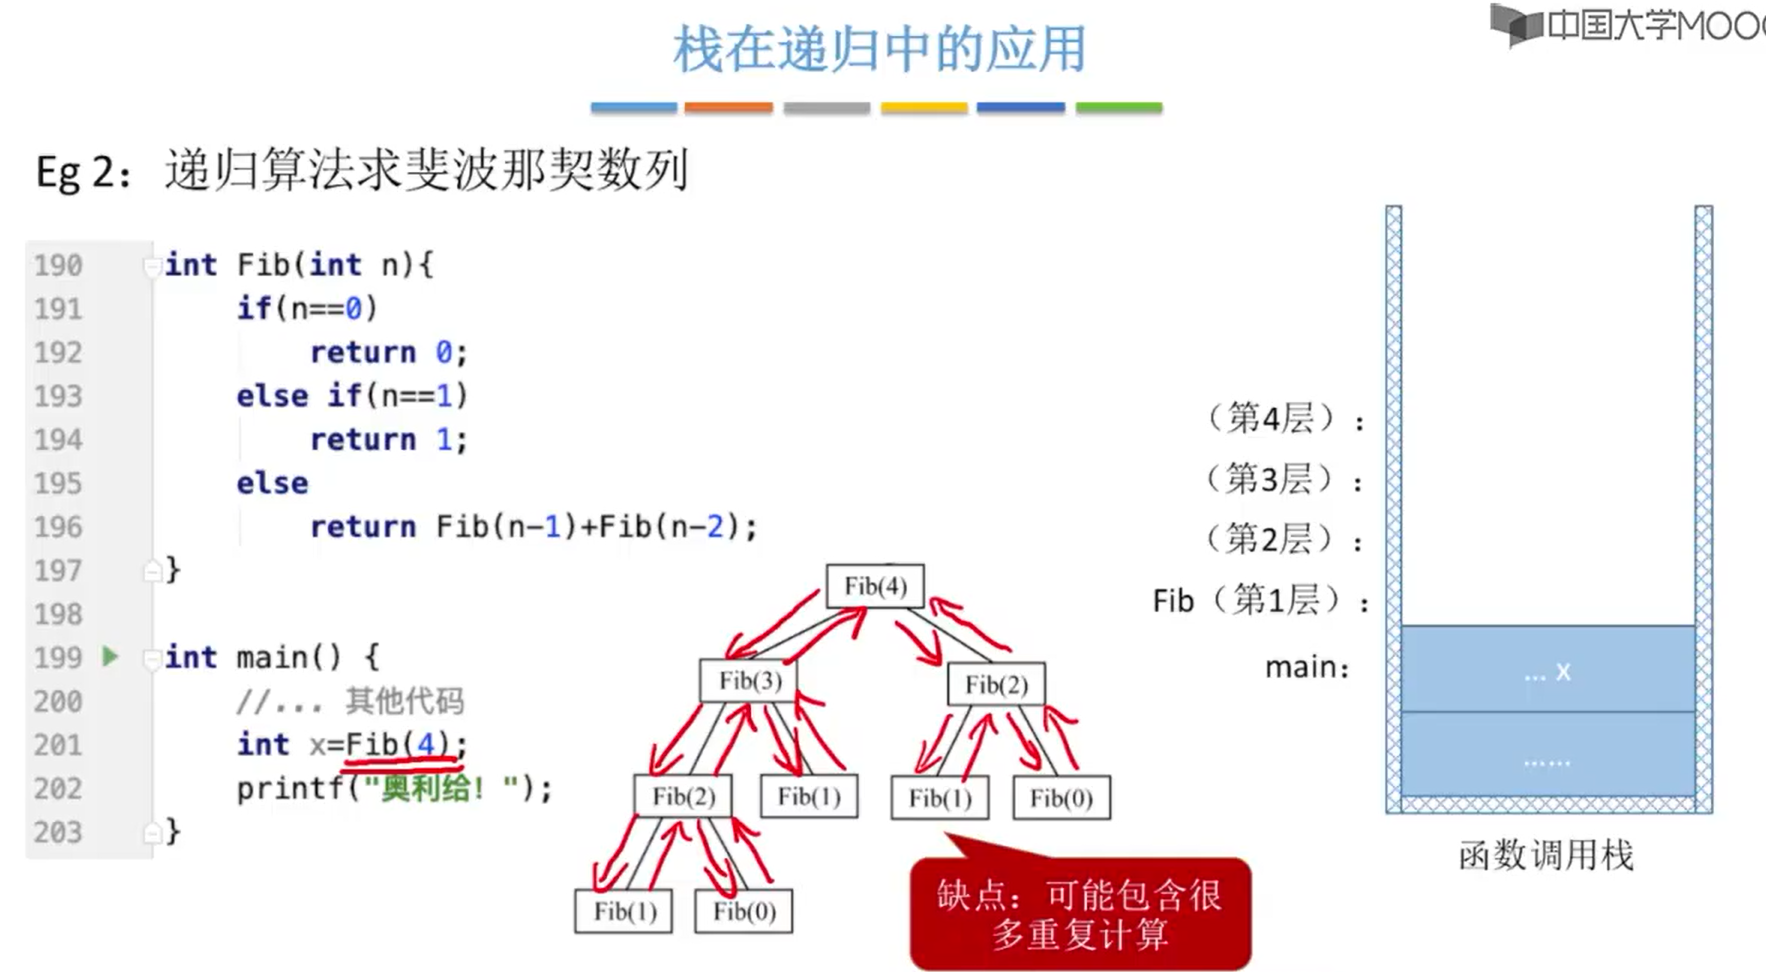 栈在递归中的应用
中国大学MOO
Eg 2：递归算法求斐波那契数列
190 int Fib(int n){
191 if(n==0)
192 return 0;
193 else if(n==1)
194 return 1;
195 else
196 return Fib(n-1)+Fib(n-2);
197 }
198
199 int main() {
200 //... 其他代码
201 int x=Fib(4);
202 printf("奥利给！");
203 }
Fib(4)
Fib(3)
Fib(2)
Fib(2)
Fib(1)
Fib(1)
Fib(0)
Fib(1)
Fib(0)
缺点：可能包含很
多重复计算
（第4层）：
（第3层）：
（第2层）：
Fib（第1层）：
main：
... x
......
函数调用栈